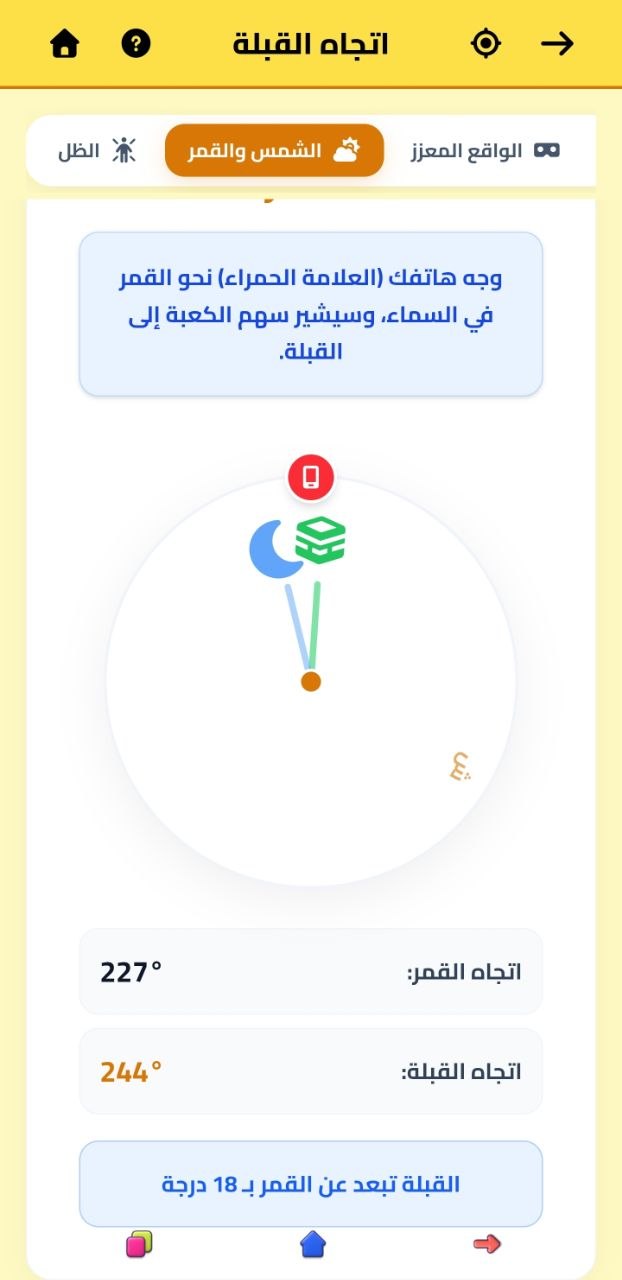 اتجاه القبلة
الواقع المعزز
الشمس والقمر
الظل
وجه هاتفك (العلامة الحمراء) نحو القمر
في السماء، وسيشير سهم الكعبة إلى
القبلة.
اتجاه القمر: 227°
اتجاه القبلة: 244°
القبلة تبعد عن القمر بـ 18 درجة